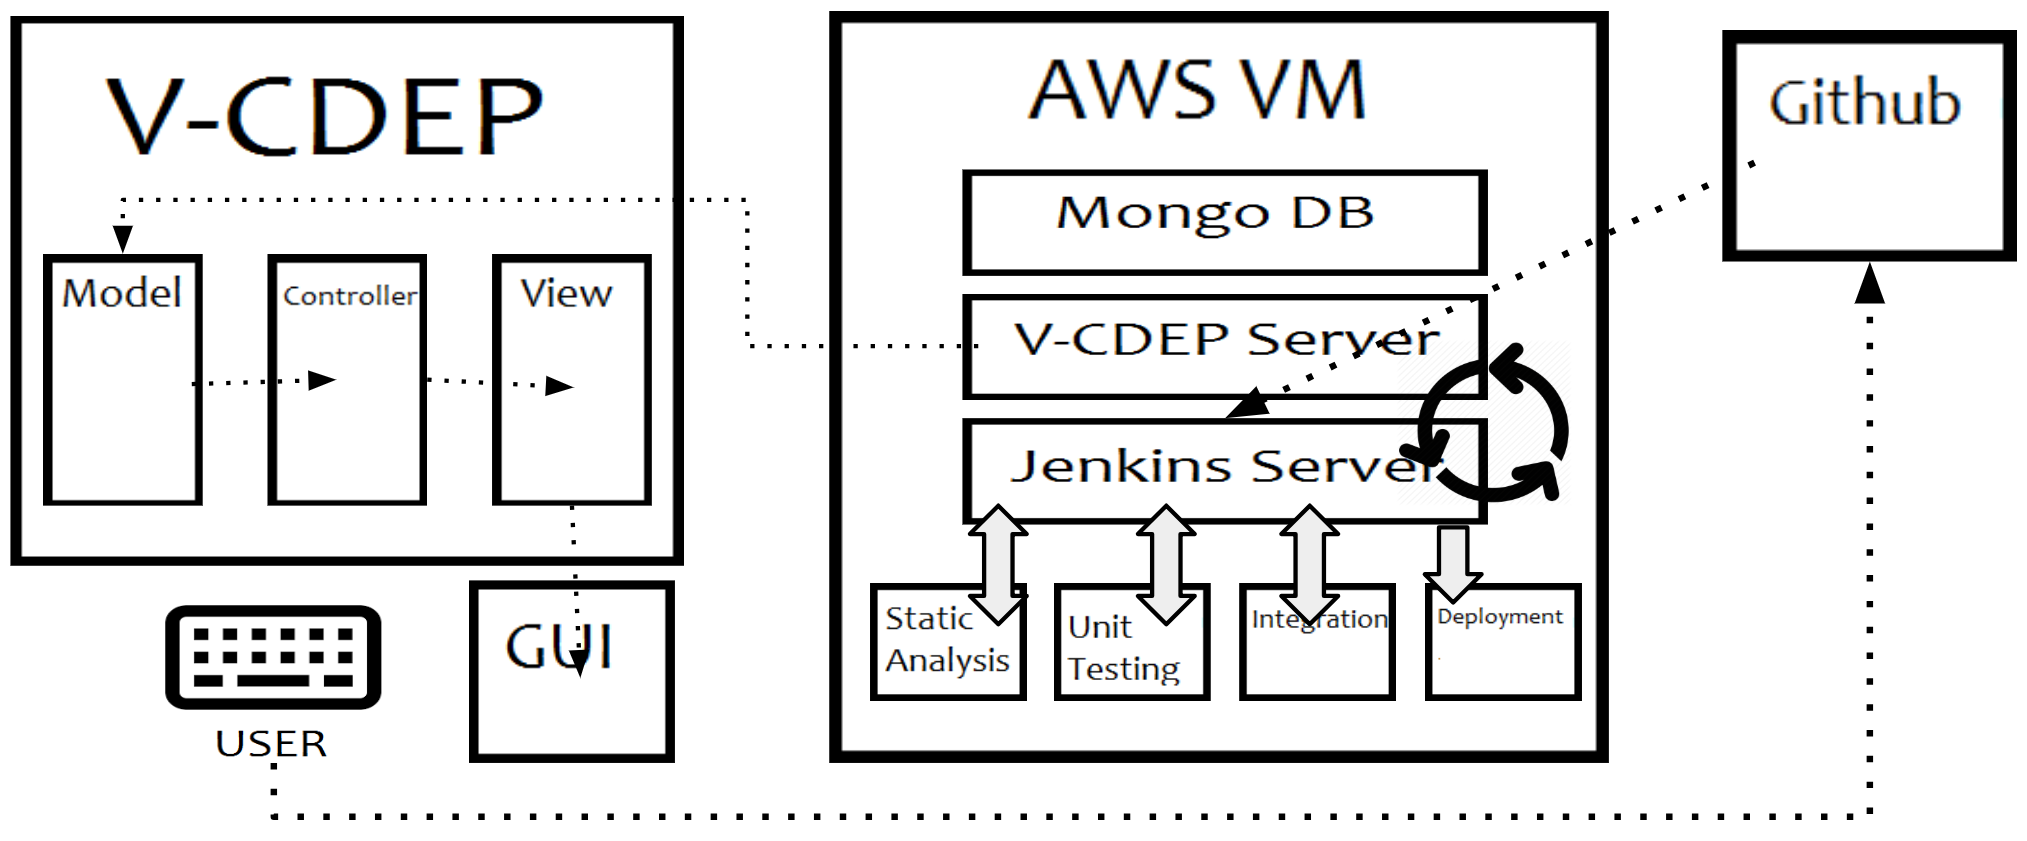 V-CDEP
Model
Controller
View
GUI
USER
AWS VM
Mongo DB
V-CDEP Server
Jenkins Server
Static
Analysis
Unit
Testing
Integration
Deployment
Github